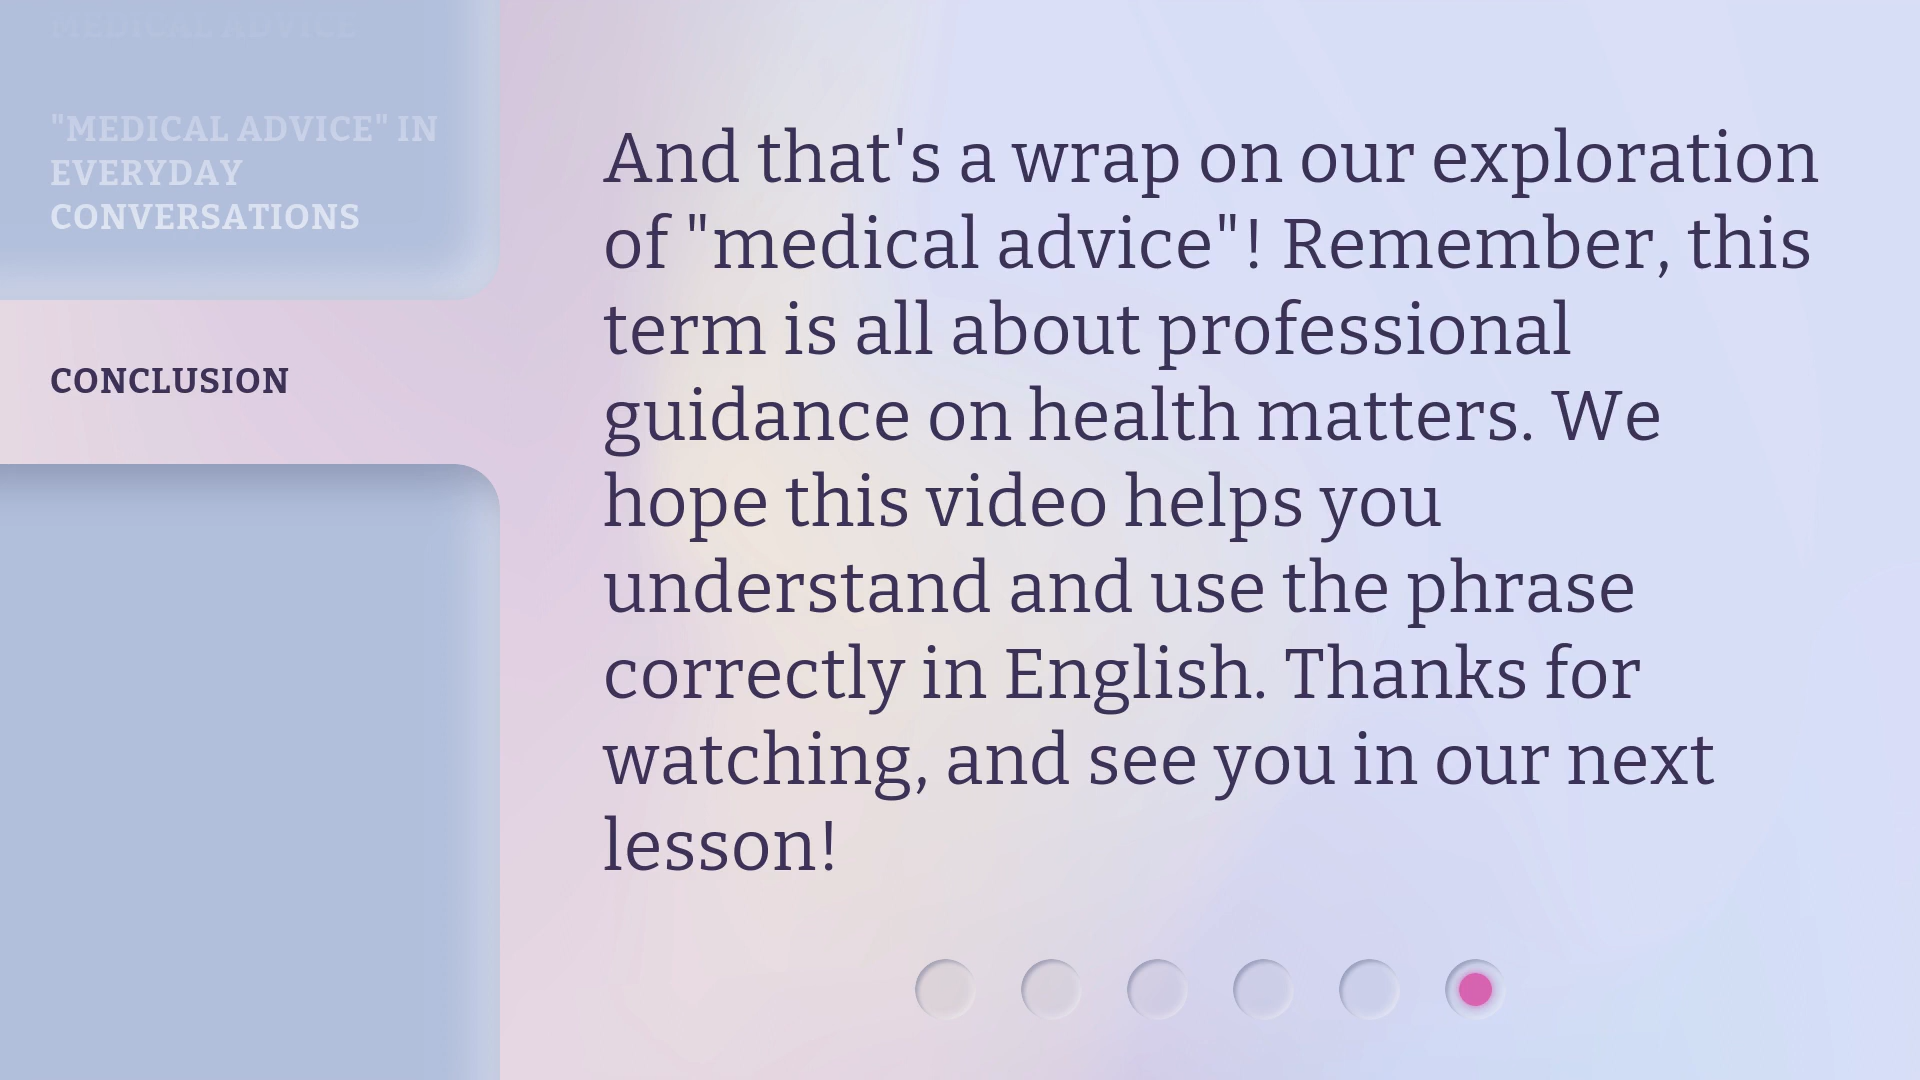 MEDICAL ADVICE
"MEDICAL ADVICE" IN
EVERYDAY
CONVERSATIONS
CONCLUSION
And that's a wrap on our exploration
of "medical advice"! Remember, this
term is all about professional
guidance on health matters. We
hope this video helps you
understand and use the phrase
correctly in English. Thanks for
watching, and see you in our next
lesson!